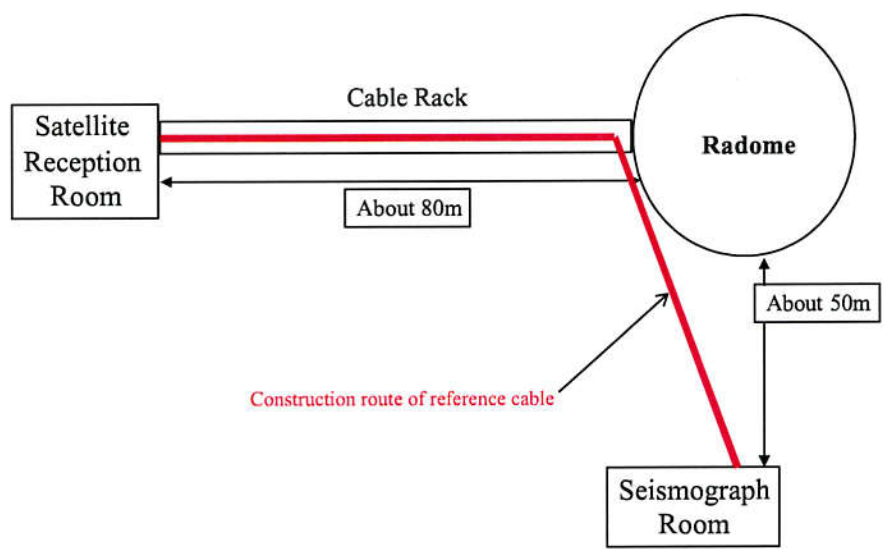 Cable Rack
Satellite
Reception
Room
Radome
About 80m
About 50m
Construction route of reference cable
Seismograph
Room